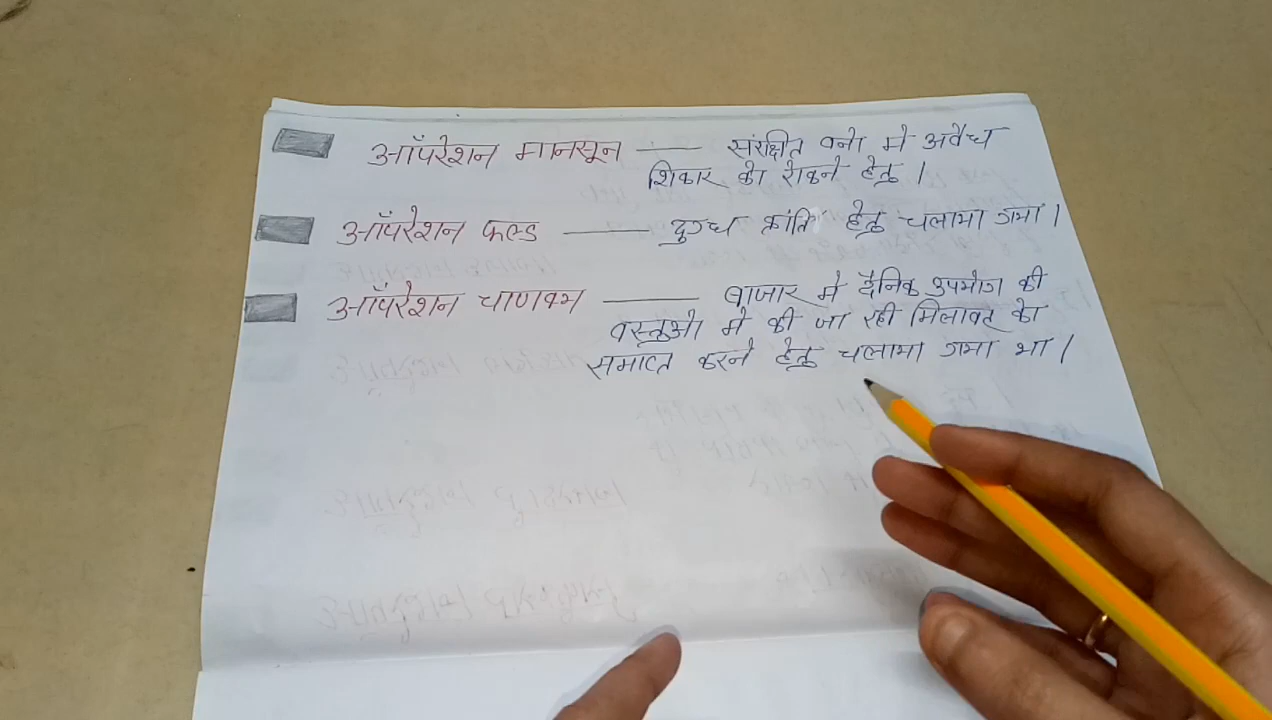 ऑपरेशन मानसून —— संरक्षित वनो मे अवैध
शिकार को रोकने हेतु ।
ऑपरेशन फ्लड —— दुग्ध क्रांति हेतु चलाया गया ।
ऑपरेशन चाणक्य —— बाजार मे दैनिक उपभोग की
वस्तुओ मे की जा रही मिलावट को
समाप्त करने हेतु चलाया गया था ।